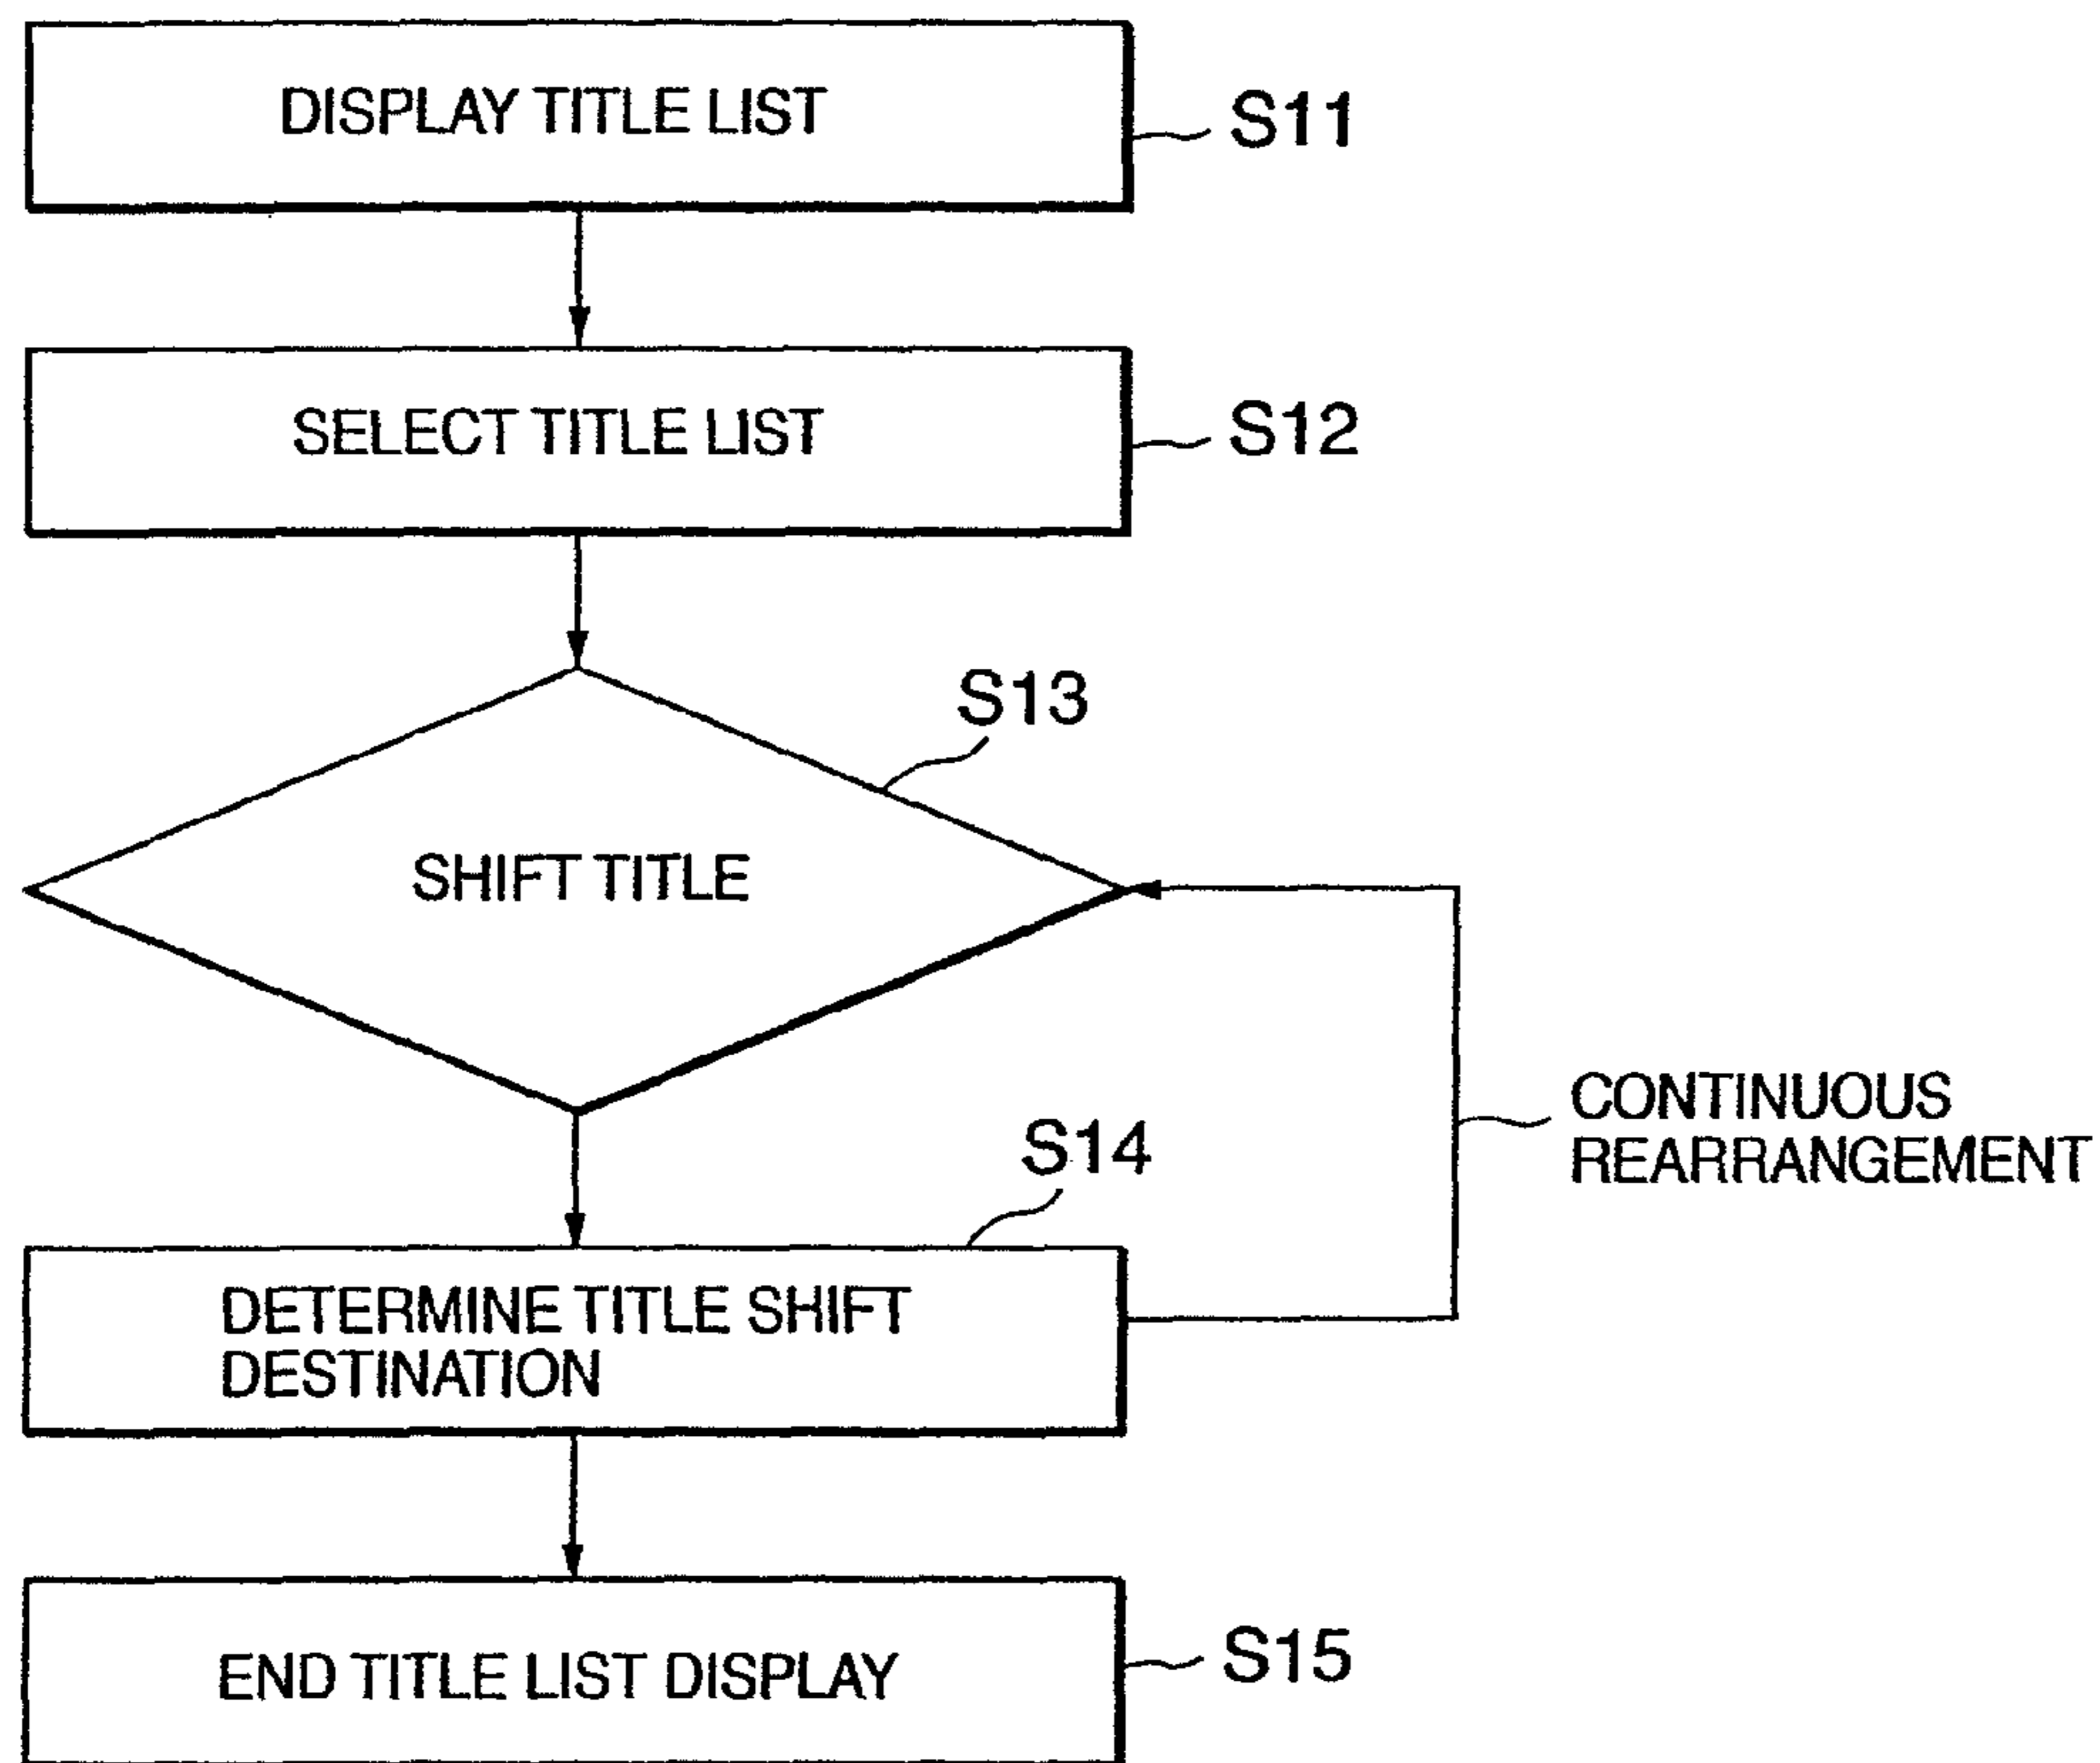 DISPLAY TITLE LIST
S11
SELECT TITLE LIST
S12
S13
SHIFT TITLE
CONTINUOUS
REARRANGEMENT
S14
DETERMINE TITLE SHIFT
DESTINATION
END TITLE LIST DISPLAY
S15